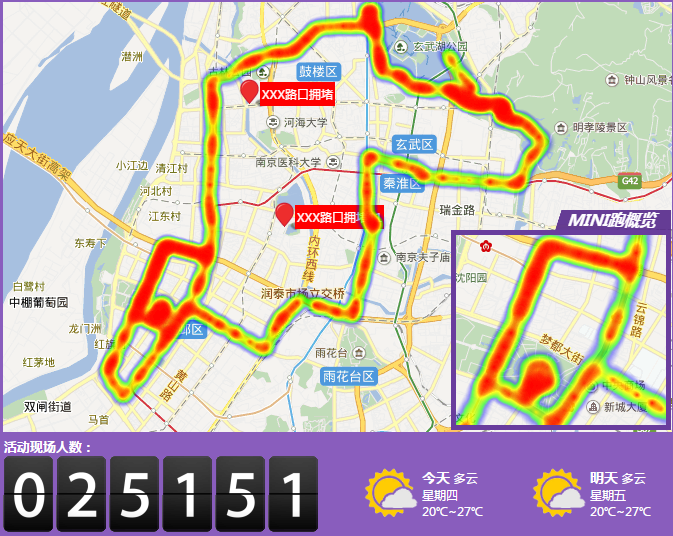 潜洲
玄武湖公园
鼓楼区
钟山风景
XXX路口拥堵
河海大学
明孝陵景区
应天大街高架
玄武区
小江边
清江村
南京医科大学
G42
秦淮区
河北村
江东村
瑞金路
XXX路口拥
MINI跑概览
东寿下
内环西线
南京夫子庙
沈阳园
白鹭村
润泰市场立交桥
中棚葡萄园
云锦路
龙门洲
梦都大街
红旗
邺区
雨花台
红茅地
黄山路
雨花台区
双闸街道
新城大厦
马首
活动现场人数：
025151
今天 多云
星期四
20℃~27℃
明天 多云
星期五
20℃~27℃